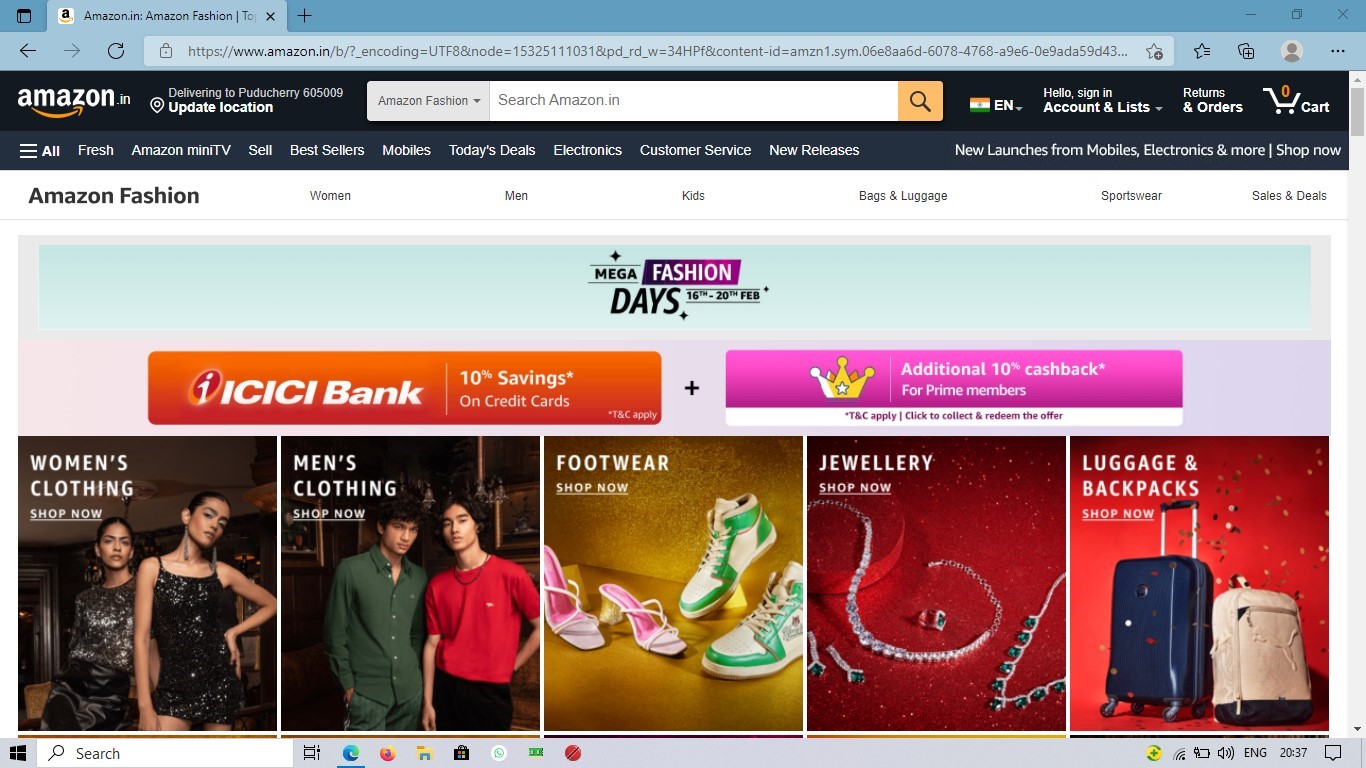 Amazon.in: Amazon Fashion | To
https://www.amazon.in/b/?_encoding=UTF8&node=15325111031&pd_rd_w=34HPf&content-id=amzn1.sym.06e8aa6d-6078-4768-a9e6-0e9ada59d43...
amazon.in
Delivering to Puducherry 605009
Update location
Amazon Fashion
Search Amazon.in
EN
Hello, sign in
Account & Lists
Returns
& Orders
0
Cart
All
Fresh
Amazon miniTV
Sell
Best Sellers
Mobiles
Today's Deals
Electronics
Customer Service
New Releases
New Launches from Mobiles, Electronics & more | Shop now
Amazon Fashion
Women
Men
Kids
Bags & Luggage
Sportswear
Sales & Deals
MEGA FASHION
DAYS 16TH - 20TH FEB
ICICI Bank
10% Savings*
On Credit Cards
*T&C apply
+
Additional 10% cashback*
For Prime members
*T&C apply | Click to collect & redeem the offer
WOMEN'S
CLOTHING
SHOP NOW
MEN'S
CLOTHING
SHOP NOW
FOOTWEAR
SHOP NOW
JEWELLERY
SHOP NOW
LUGGAGE &
BACKPACKS
SHOP NOW
Search
ENG
20:37